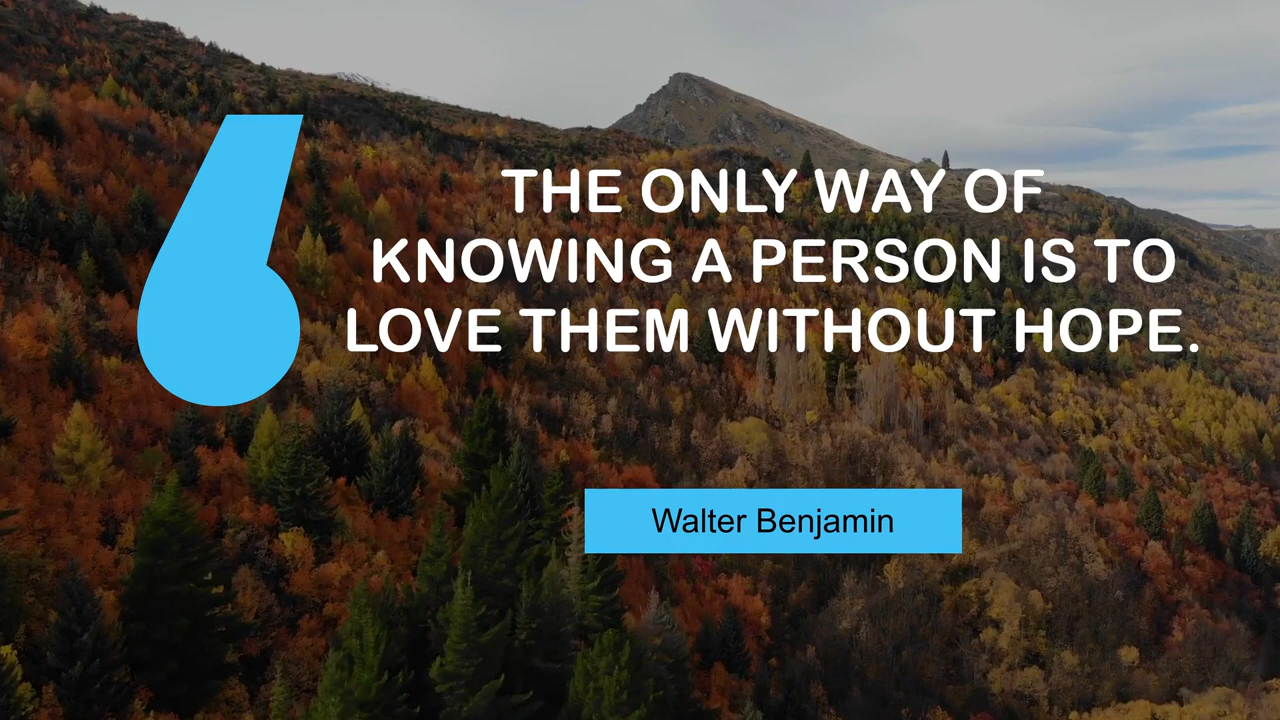 THE ONLY WAY OF
KNOWING A PERSON IS TO
LOVE THEM WITHOUT HOPE.
Walter Benjamin